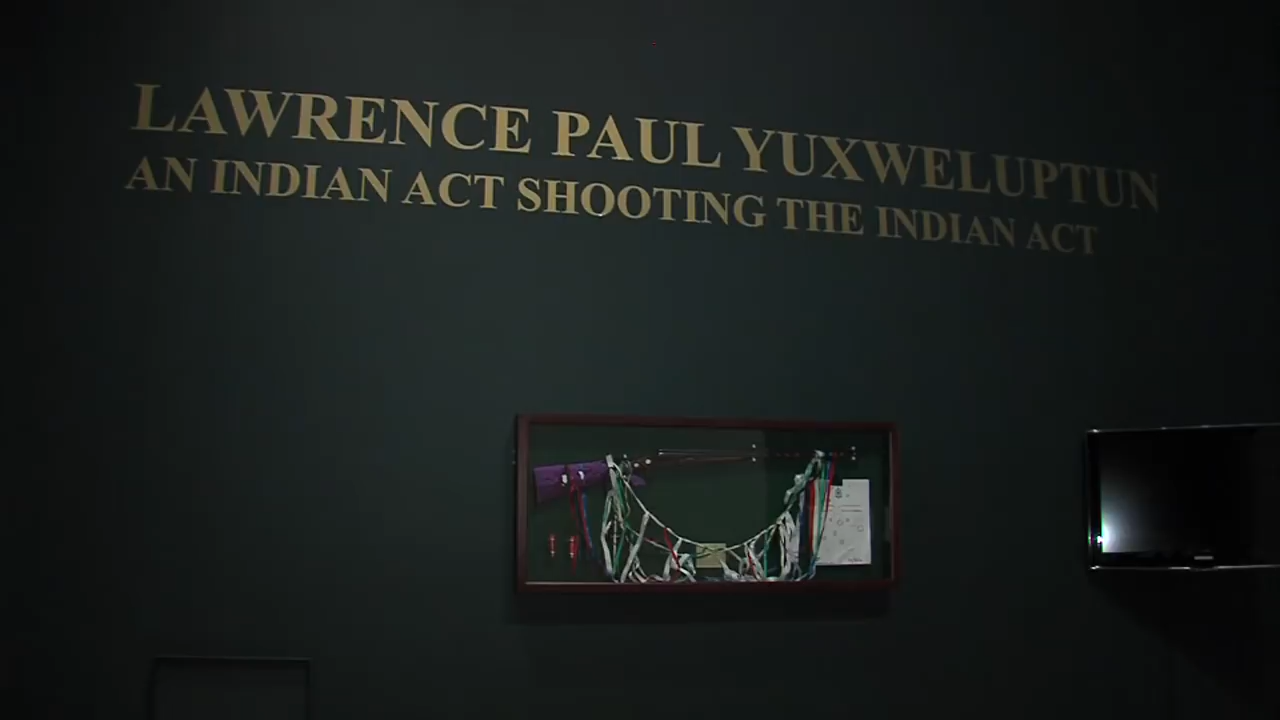 LAWRENCE PAUL YUXWELUPTUN
AN INDIAN ACT SHOOTING THE INDIAN ACT